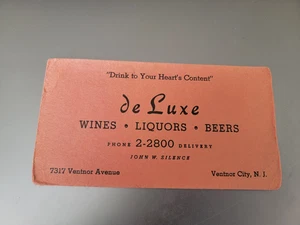 "Drink to Your Heart's Content"
de Luxe
WINES • LIQUORS • BEERS
PHONE 2-2800 DELIVERY
JOHN W. ZILENCE
7317 Ventnor Avenue
Ventnor City, N. J.